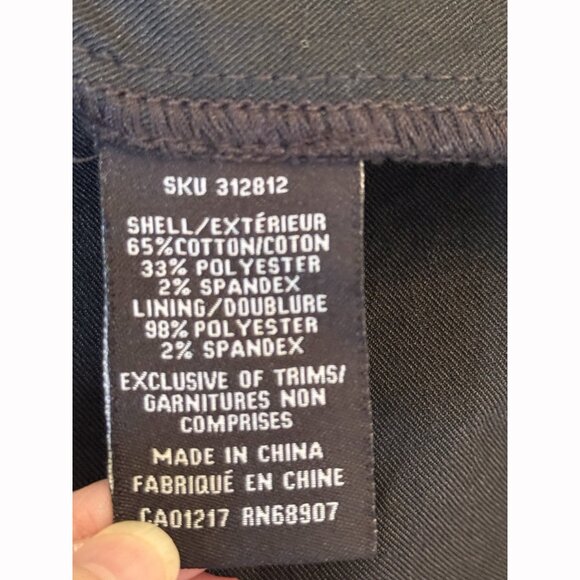 SKU 312812
SHELL/EXTÉRIEUR
65%COTTON/COTON
33% POLYESTER
2% SPANDEX
LINING/DOUBLURE
98% POLYESTER
2% SPANDEX
EXCLUSIVE OF TRIMS/
GARNITURES NON
COMPRISES
MADE IN CHINA
FABRIQUÉ EN CHINE
CA01217 RN68907